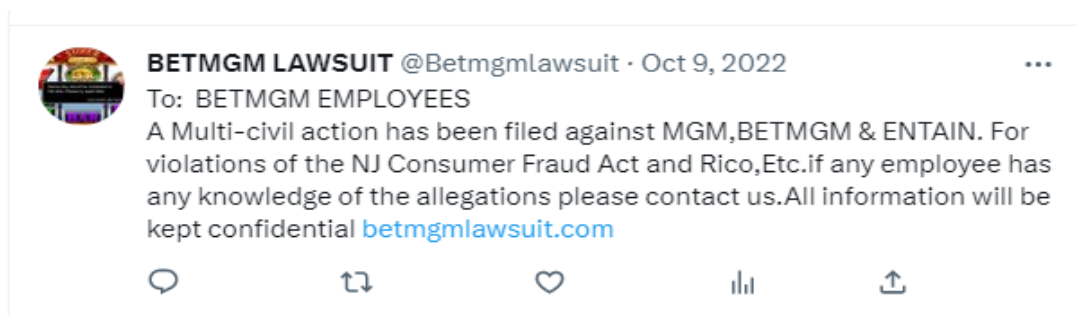 BETMGM LAWSUIT @Betmgmlawsuit · Oct 9, 2022
To: BETMGM EMPLOYEES
A Multi-civil action has been filed against MGM,BETMGM & ENTAIN. For
violations of the NJ Consumer Fraud Act and Rico,Etc.if any employee has
any knowledge of the allegations please contact us.All information will be
kept confidential betmgmlawsuit.com